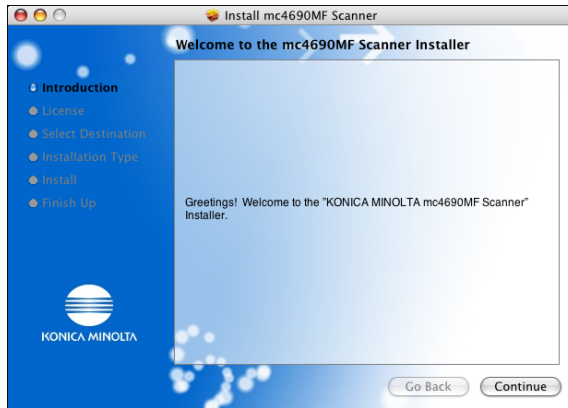 Install mc4690MF Scanner
Welcome to the mc4690MF Scanner Installer
Introduction
License
Select Destination
Installation Type
Install
Finish Up
Greetings! Welcome to the "KONICA MINOLTA mc4690MF Scanner"
Installer.
KONICA MINOLTA
Go Back
Continue